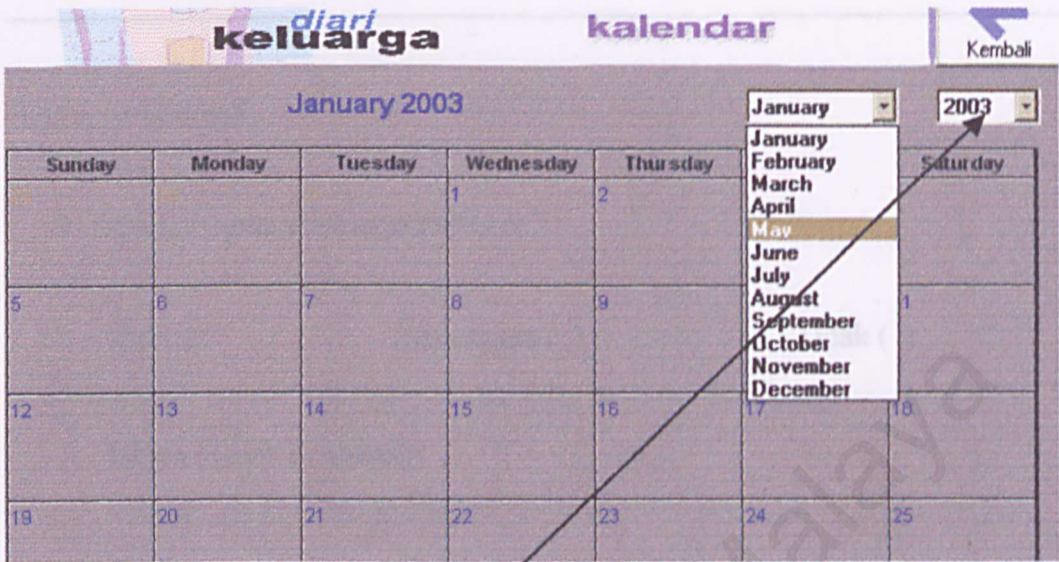 diari
keluarga
kalendar
Kembali
January 2003
January
2003
January
February
March
April
May
June
July
August
September
October
November
December
Sunday Monday Tuesday Wednesday Thursday Saturday
1 2
5 6 7 8 9 1
12 13 14 15 16 17 18
19 20 21 22 23 24 25
alaya